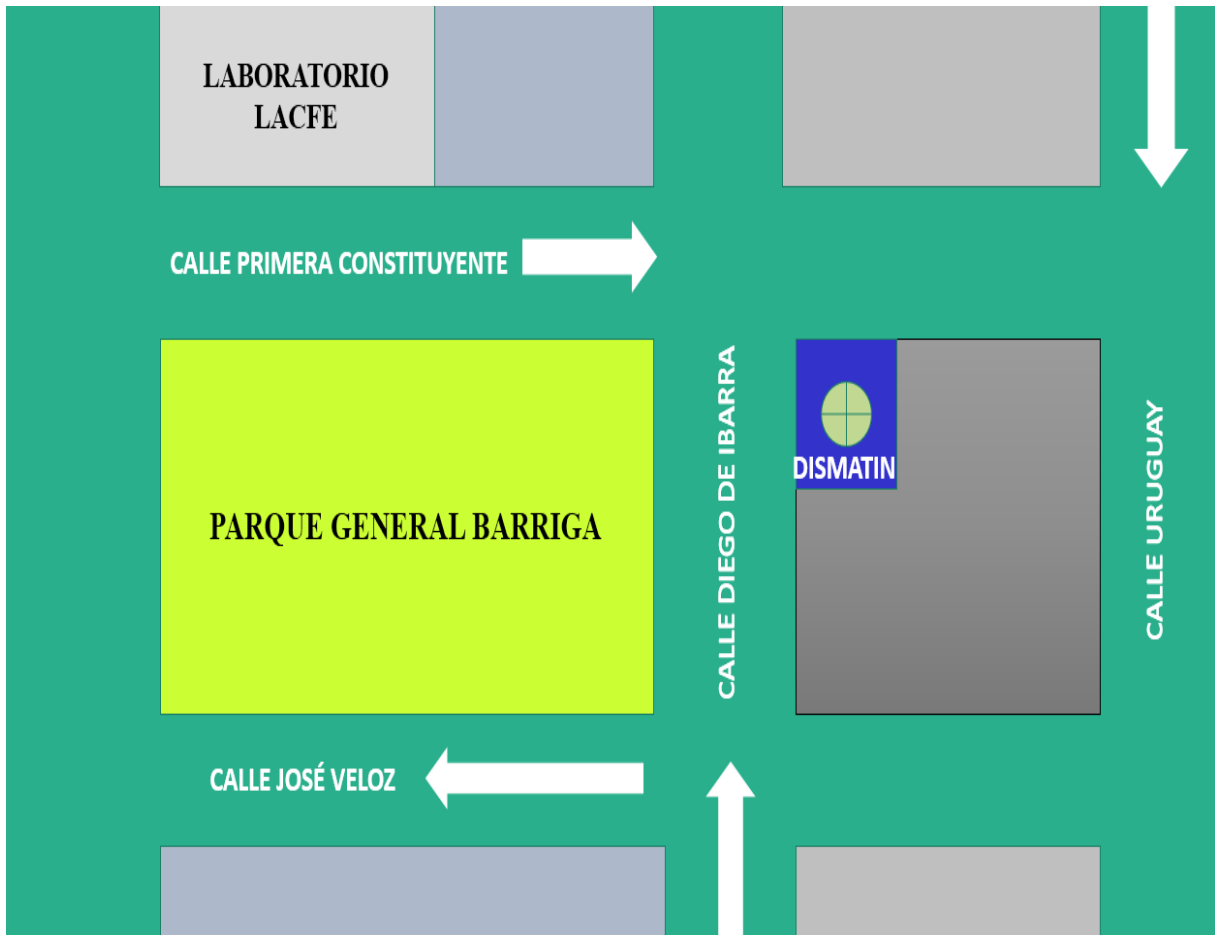 LABORATORIO
LACFE
CALLE PRIMERA CONSTITUYENTE
CALLE DIEGO DE IBARRA
DISMATIN
CALLE URUGUAY
PARQUE GENERAL BARRIGA
CALLE JOSÉ VELOZ